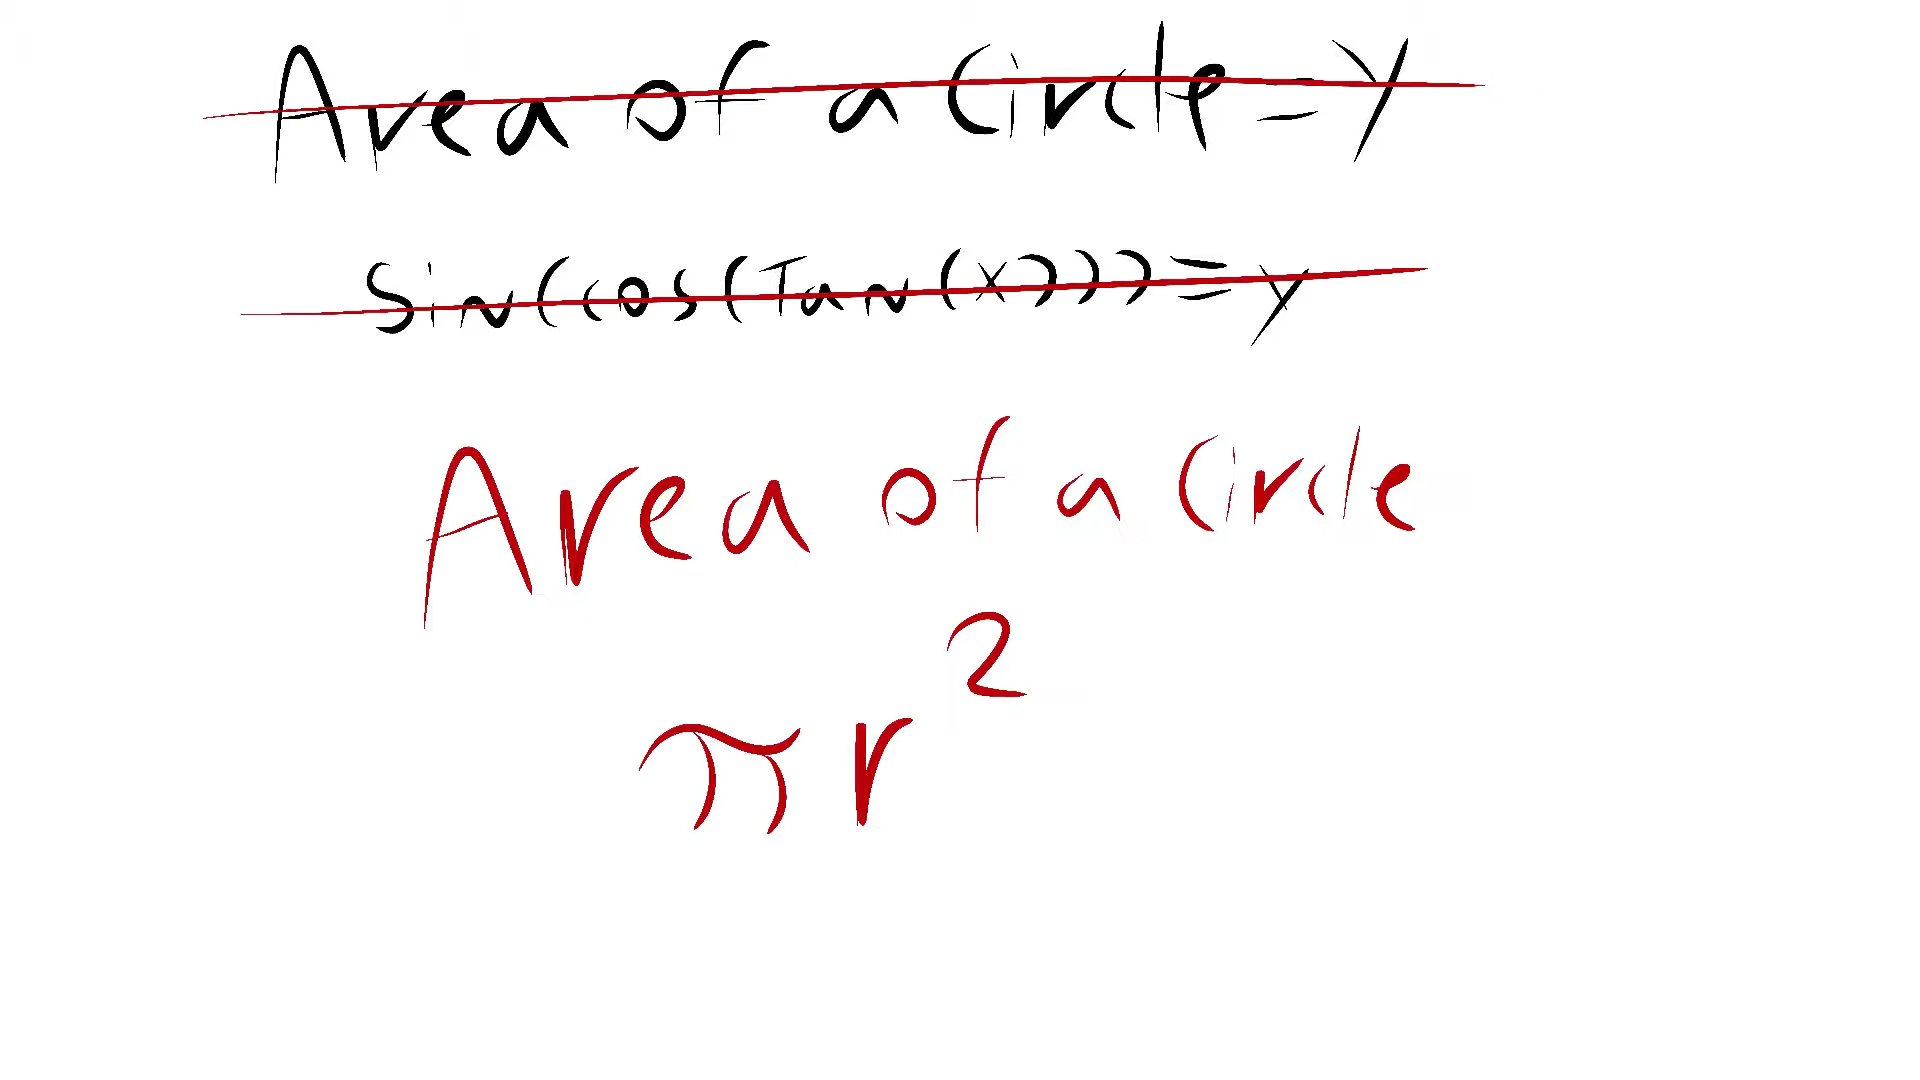 Area of a Circle = y
Sin(cos(Tan(x))) = y
Area of a Circle
πr²